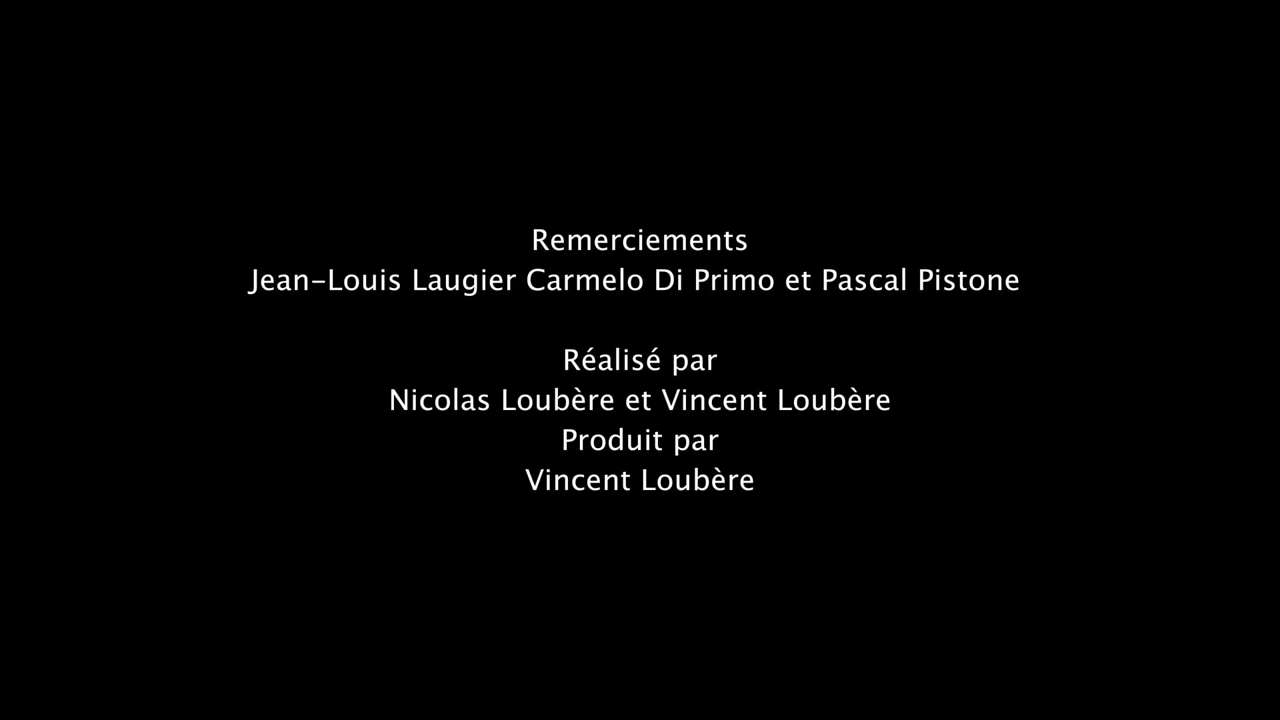 Remerciements
Jean-Louis Laugier Carmelo Di Primo et Pascal Pistone
Réalisé par
Nicolas Loubère et Vincent Loubère
Produit par
Vincent Loubère